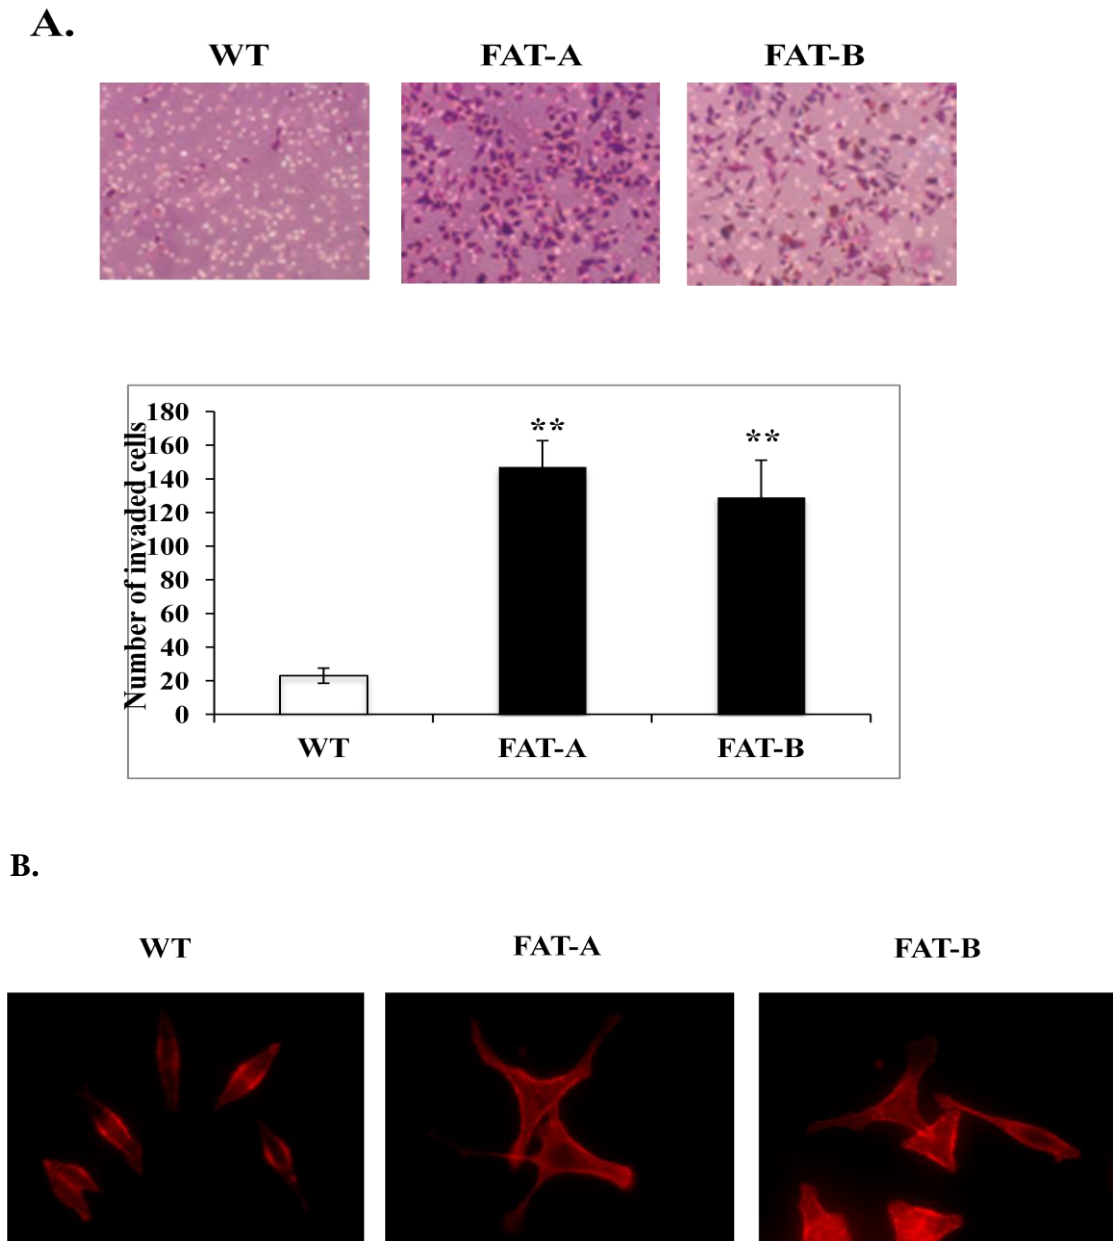 A.
WT FAT-A FAT-B
Number of invaded cells
180
160
140
120
100
80
60
40
20
0
**
**
WT FAT-A FAT-B
B.
WT FAT-A FAT-B